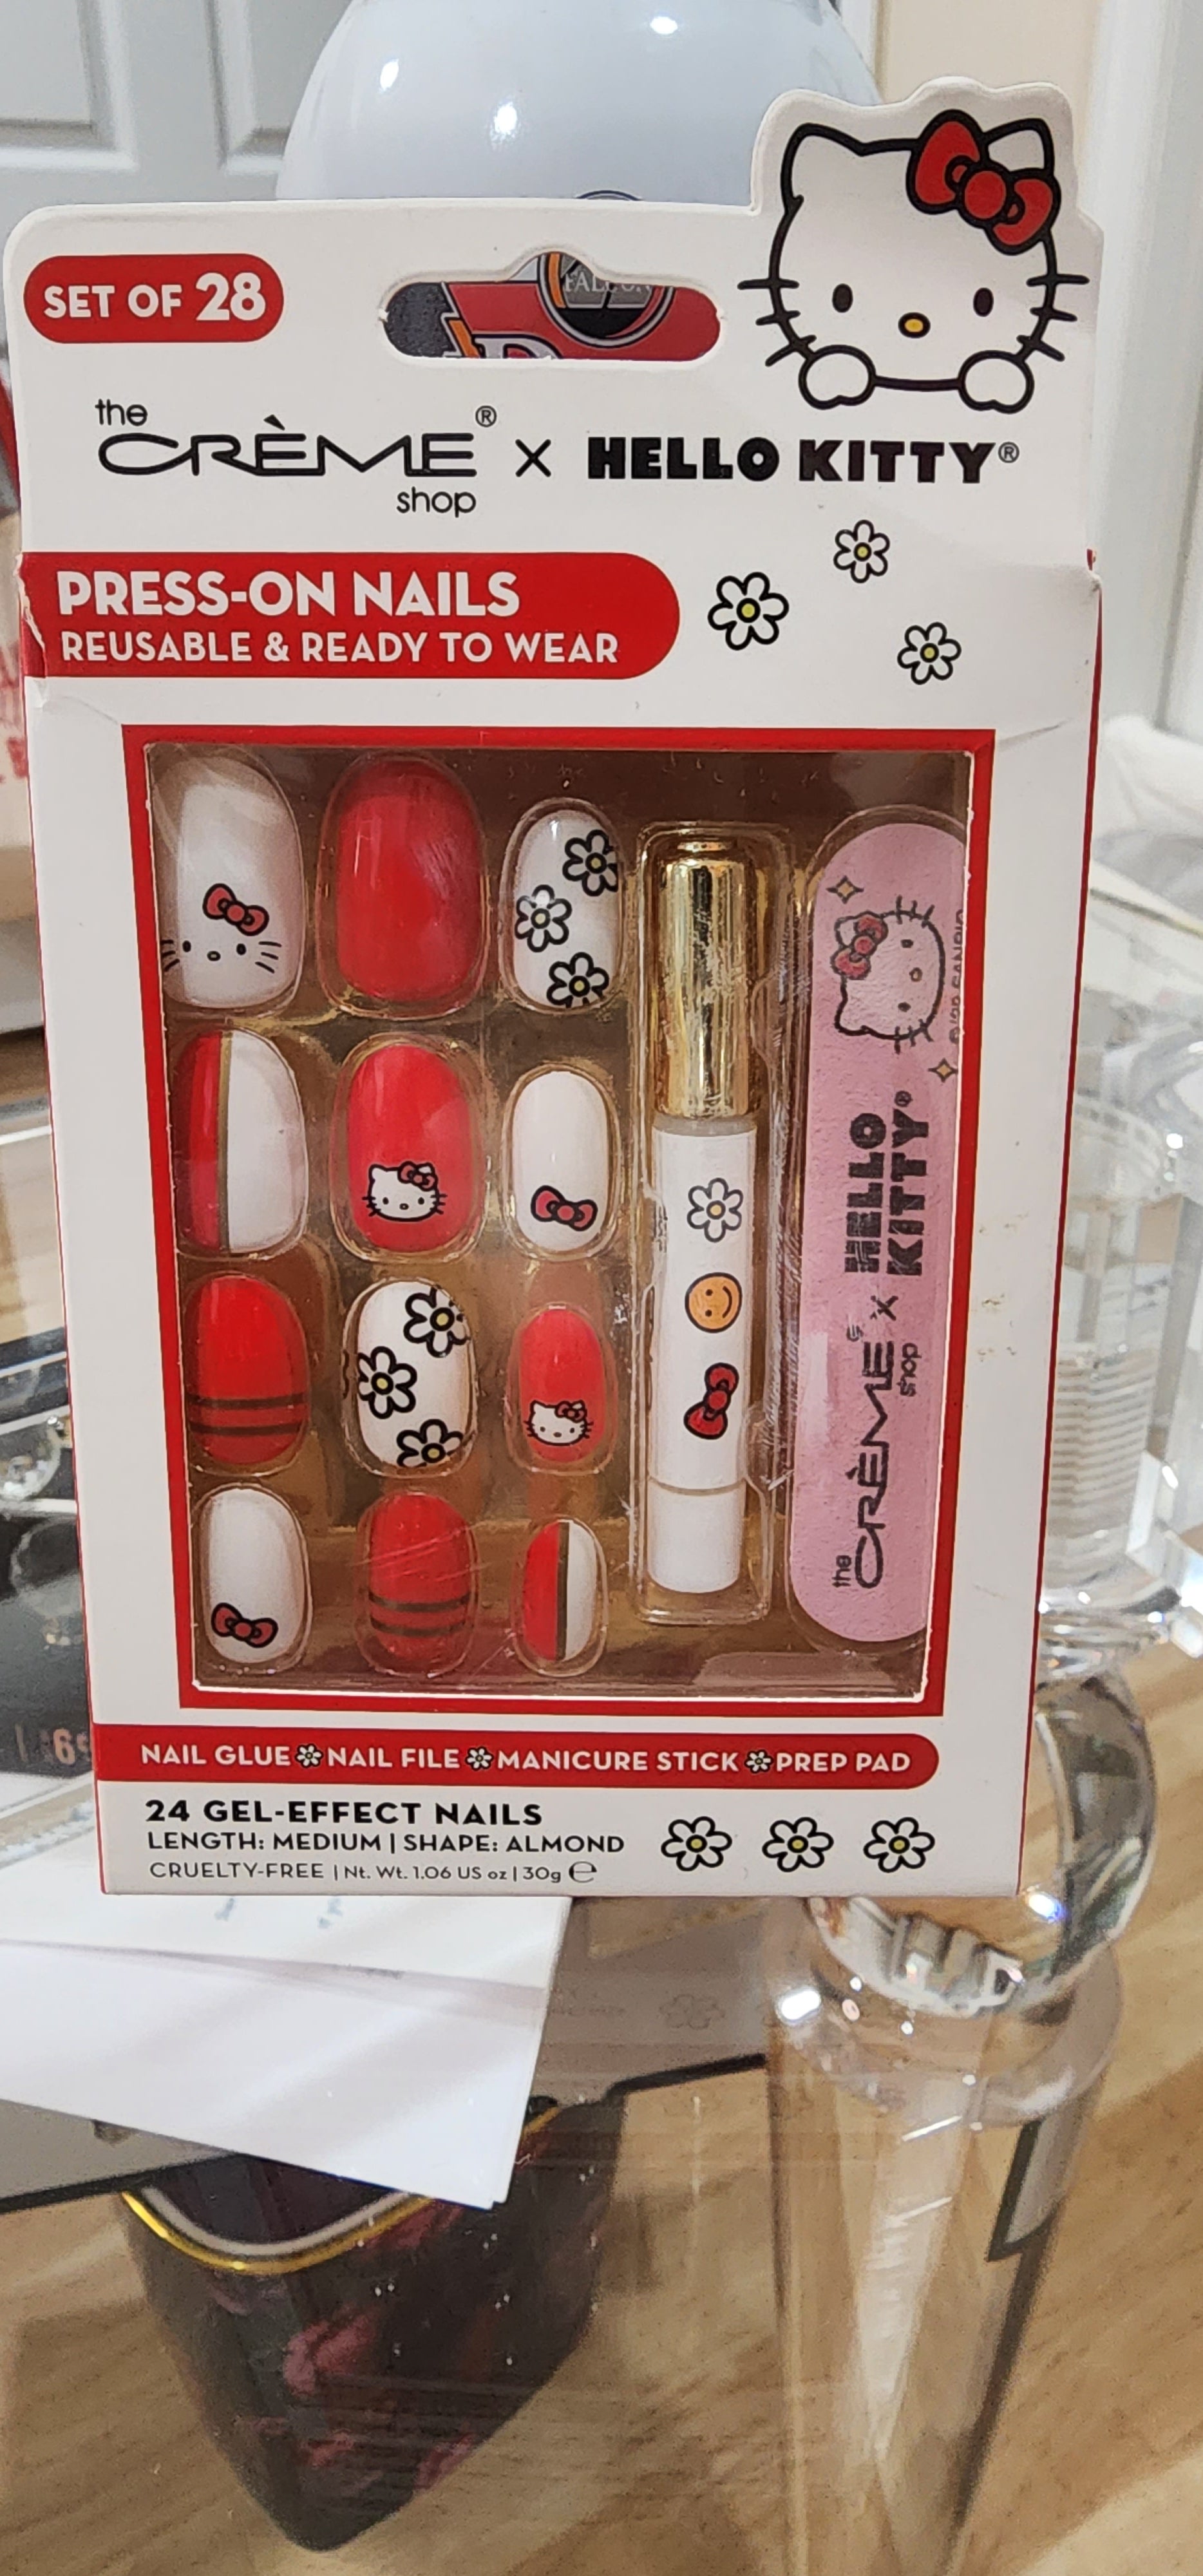 SET OF 28
FALCON
the
CRÈME® x HELLO KITTY®
shop
PRESS-ON NAILS
REUSABLE & READY TO WEAR
HELLO
KITTY®
the CRÈME x
shop
NAIL GLUE NAIL FILE MANICURE STICK PREP PAD
24 GEL-EFFECT NAILS
LENGTH: MEDIUM | SHAPE: ALMOND
CRUELTY-FREE | Nt. Wt. 1.06 US oz | 30g ℮